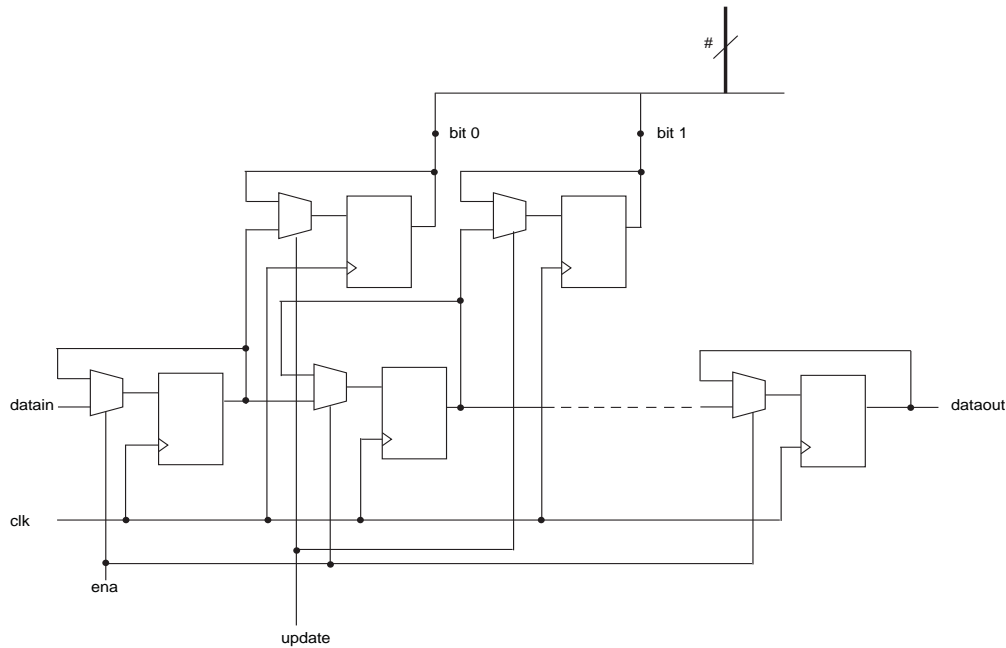 #
bit 0
bit 1
datain
dataout
clk
ena
update